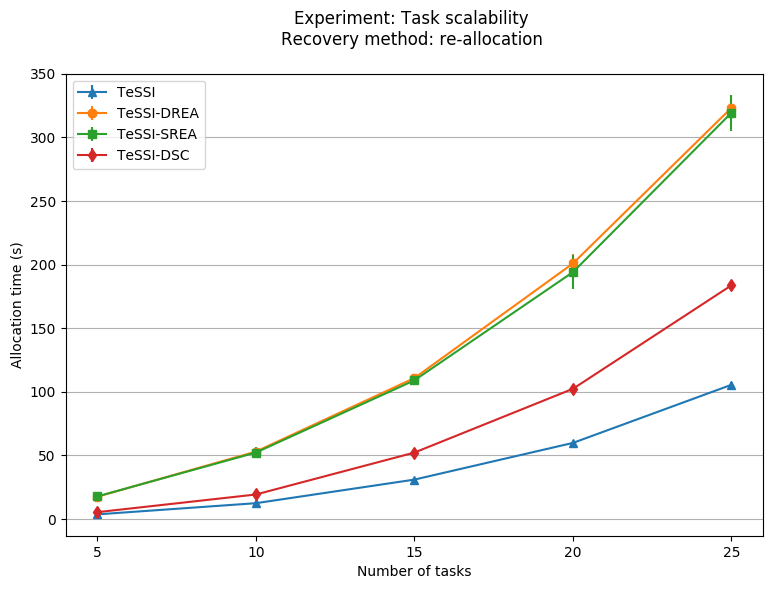 Experiment: Task scalability
Recovery method: re-allocation
TeSSI
TeSSI-DREA
TeSSI-SREA
TeSSI-DSC
Allocation time (s)
350
300
250
200
150
100
50
0
5 10 15 20 25
Number of tasks